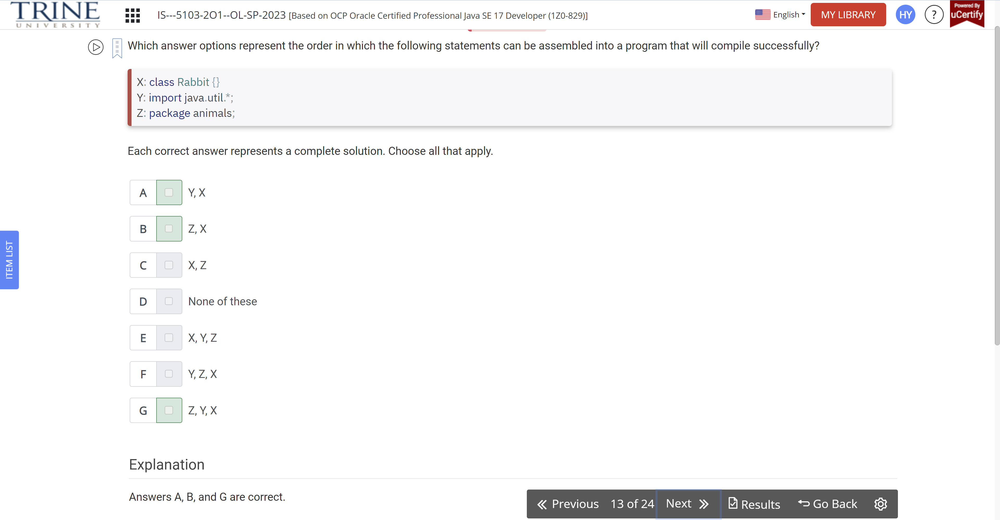 TRINE
UNIVERSITY
IS---5103-2O1--OL-SP-2023 [Based on OCP Oracle Certified Professional Java SE 17 Developer (1Z0-829)]
English
MY LIBRARY
HY
?
Powered By
uCertify
Which answer options represent the order in which the following statements can be assembled into a program that will compile successfully?
X: class Rabbit {}
Y: import java.util.*;
Z: package animals;
Each correct answer represents a complete solution. Choose all that apply.
A Y, X
B Z, X
C X, Z
D None of these
E X, Y, Z
F Y, Z, X
G Z, Y, X
ITEM LIST
Explanation
Answers A, B, and G are correct.
Previous 13 of 24 Next Results Go Back